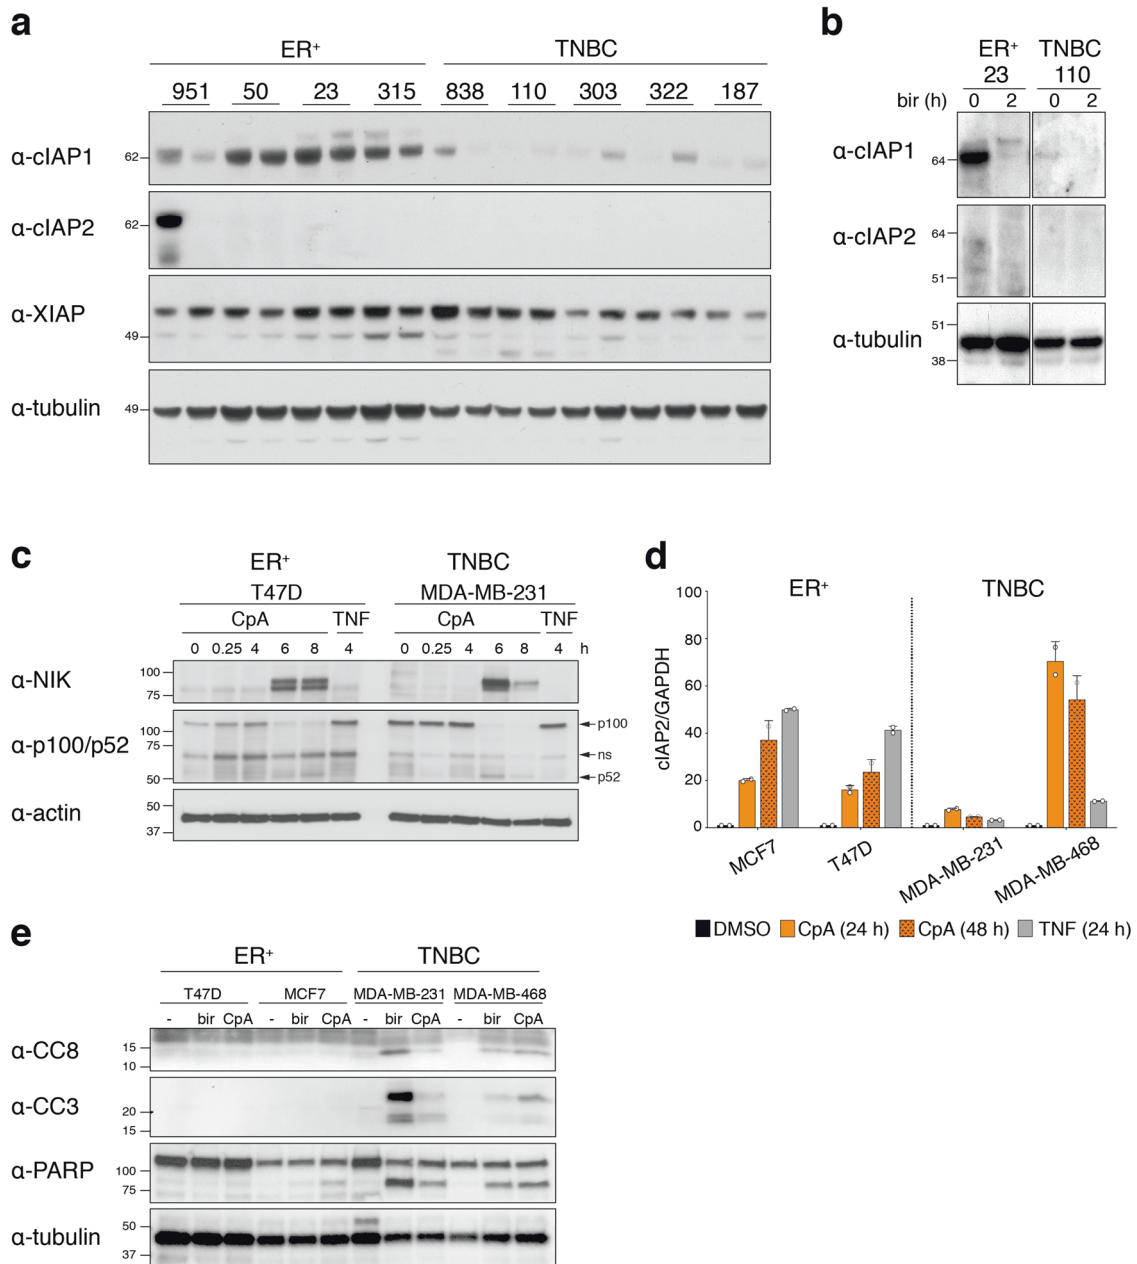 a
ER+ TNBC
951 50 23 315 838 110 303 322 187
α-cIAP1 62
α-cIAP2 62
α-XIAP 49
α-tubulin 49
b
ER+ TNBC
23 110
bir (h) 0 2 0 2
α-cIAP1 64
α-cIAP2 64
51
α-tubulin 51
38
c
ER+ TNBC
T47D MDA-MB-231
CpA TNF CpA TNF
0 0.25 4 6 8 4 0 0.25 4 6 8 4 h
α-NIK 100
75
α-p100/p52 100 p100
75 ns
50 p52
α-actin 50
37
d
ER+ TNBC
cIAP2/GAPDH
100
80
60
40
20
0
MCF7 T47D MDA-MB-231 MDA-MB-468
DMSO CpA (24 h) CpA (48 h) TNF (24 h)
e
ER+ TNBC
T47D MCF7 MDA-MB-231 MDA-MB-468
- bir CpA - bir CpA - bir CpA - bir CpA
α-CC8 15
10
α-CC3 20
15
α-PARP 100
75
α-tubulin 50
37